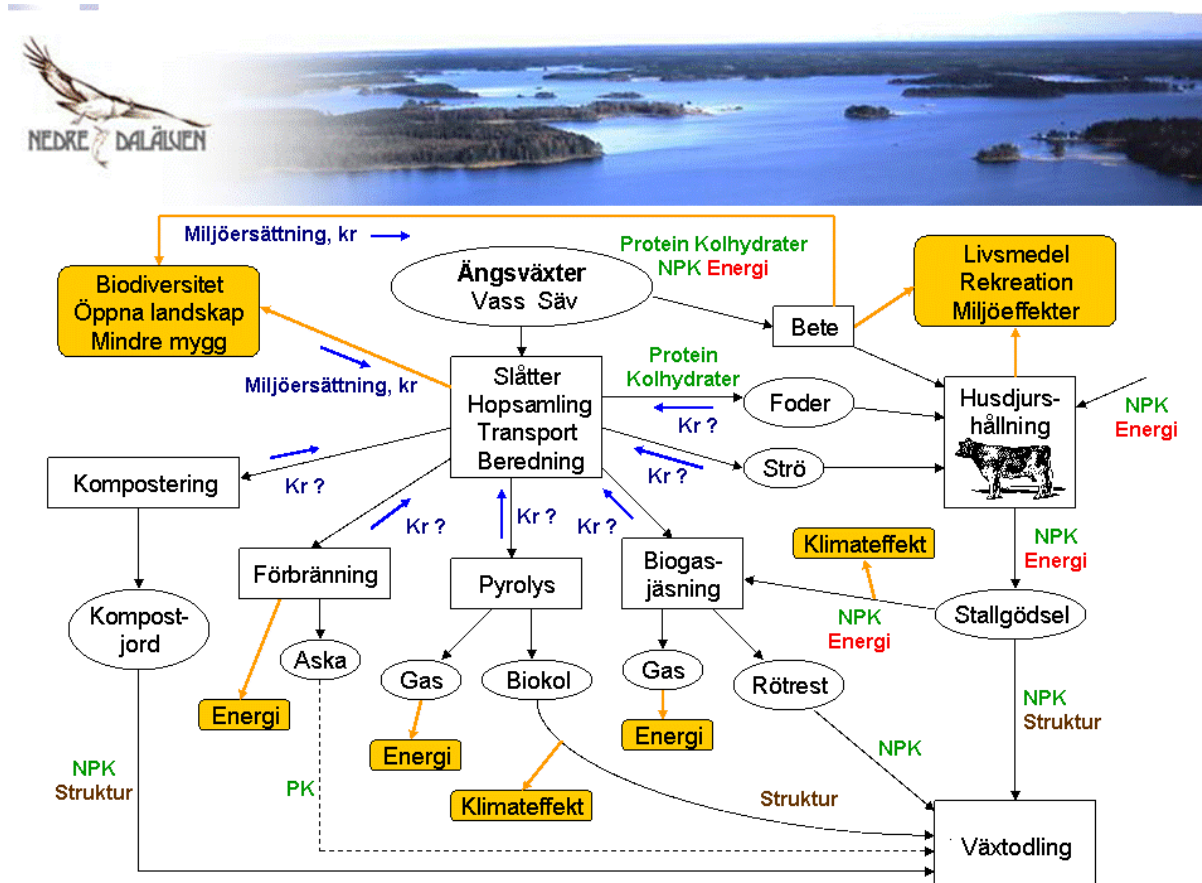 NEDRE DALÄLVEN
Miljöersättning, kr
Protein Kolhydrater
NPK Energi
Ängsväxter
Vass Säv
Biodiversitet
Öppna landskap
Mindre mygg
Livsmedel
Rekreation
Miljöeffekter
Bete
Miljöersättning, kr
Slåtter
Hopsamling
Transport
Beredning
Protein
Kolhydrater
Kr ?
Foder
Husdjurs-
hållning
NPK
Energi
Kr ?
Strö
Kompostering
Kr ?
Kr ?
Kr ?
Kr ?
Förbränning
Pyrolys
Biogas-
jäsning
Klimateffekt
NPK
Energi
NPK
Energi
Stallgödsel
Kompost-
jord
Aska
Gas
Biokol
Gas
Rötrest
Energi
Energi
Energi
Klimateffekt
NPK
Struktur
NPK
Struktur
PK
NPK
Struktur
Växtodling